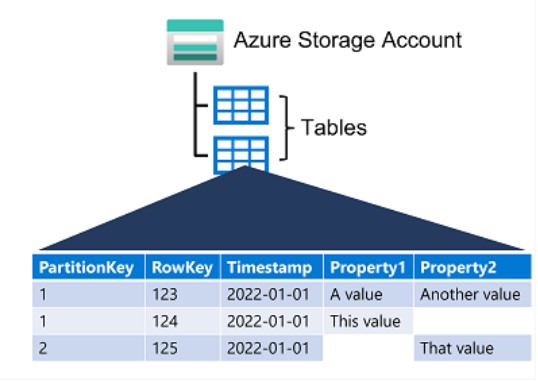 Azure Storage Account
Tables
PartitionKey RowKey Timestamp Property1 Property2
1 123 2022-01-01 A value Another value
1 124 2022-01-01 This value
2 125 2022-01-01 That value